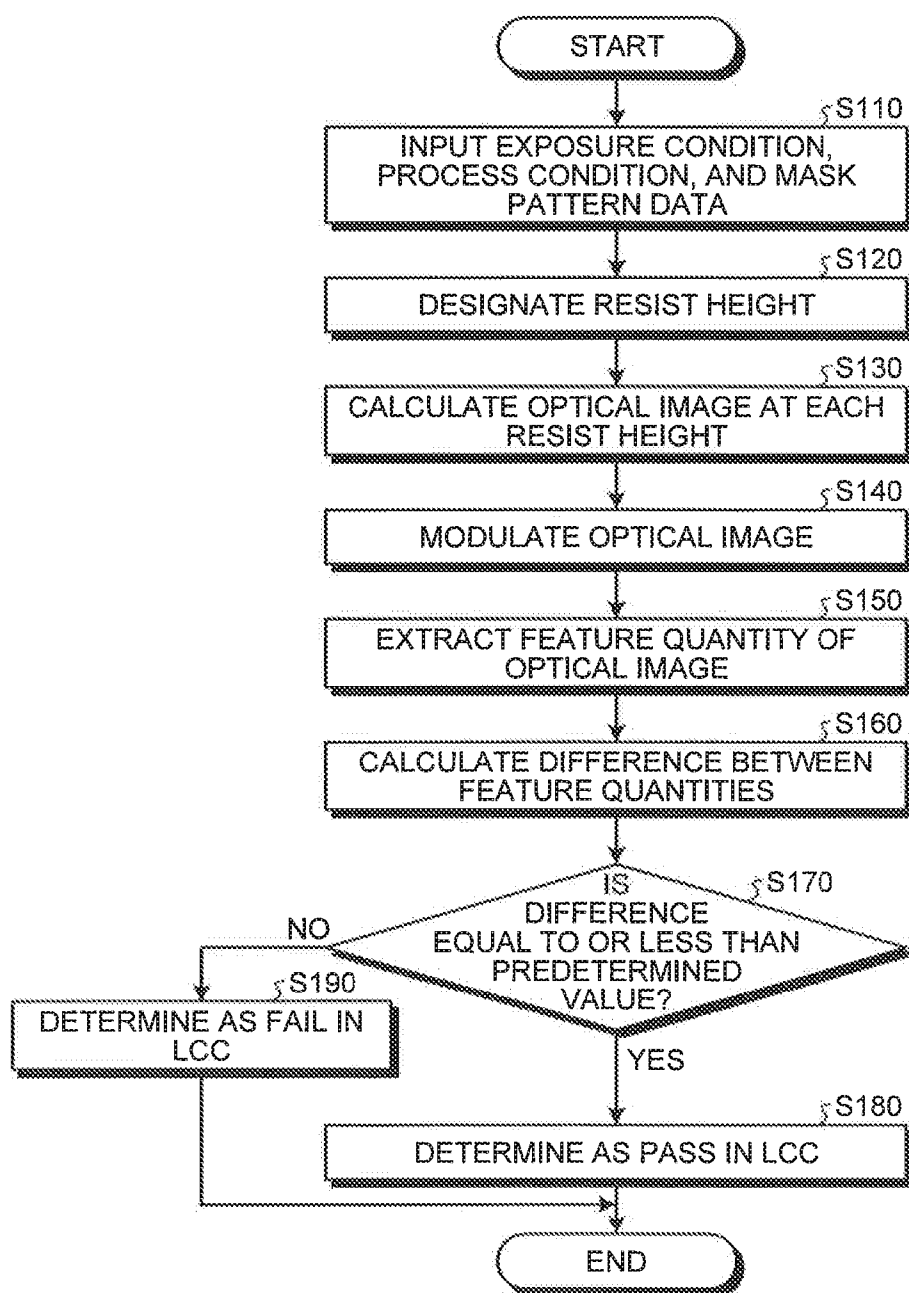 START
S110
INPUT EXPOSURE CONDITION,
PROCESS CONDITION, AND MASK
PATTERN DATA
S120
DESIGNATE RESIST HEIGHT
S130
CALCULATE OPTICAL IMAGE AT EACH
RESIST HEIGHT
S140
MODULATE OPTICAL IMAGE
S150
EXTRACT FEATURE QUANTITY OF
OPTICAL IMAGE
S160
CALCULATE DIFFERENCE BETWEEN
FEATURE QUANTITIES
S170
IS
DIFFERENCE
EQUAL TO OR LESS THAN
PREDETERMINED
VALUE?
NO
S190
DETERMINE AS FAIL IN
LCC
YES
S180
DETERMINE AS PASS IN LCC
END